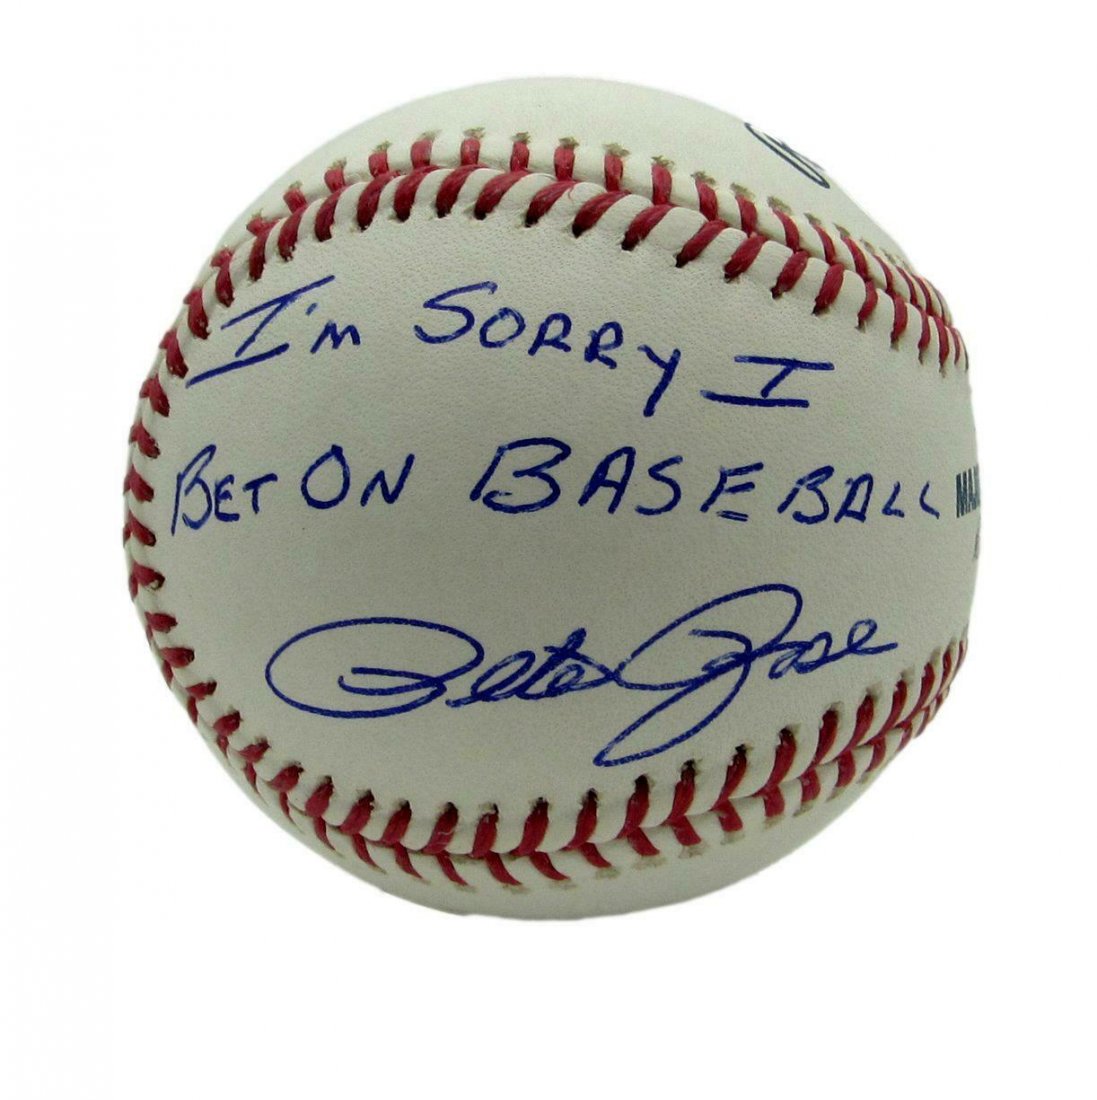 I'm SORRY I
BET ON BASEBALL
Pete Rose